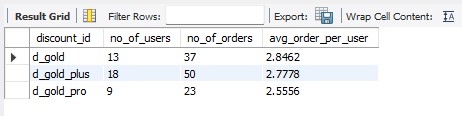 Result Grid Filter Rows: Export: Wrap Cell Content: IA
discount_id no_of_users no_of_orders avg_order_per_user
d_gold 13 37 2.8462
d_gold_plus 18 50 2.7778
d_gold_pro 9 23 2.5556